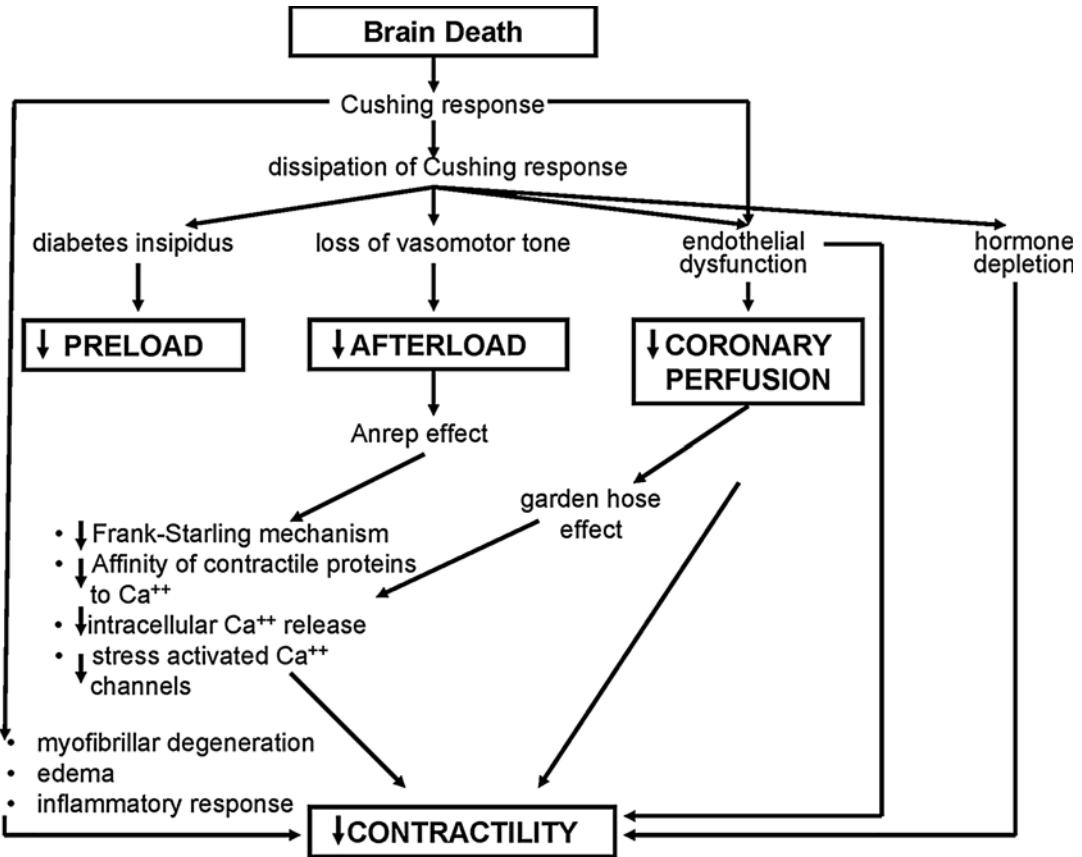 Brain Death
Cushing response
dissipation of Cushing response
diabetes insipidus
loss of vasomotor tone
endothelial
dysfunction
hormone
depletion
↓ PRELOAD
↓ AFTERLOAD
↓ CORONARY
PERFUSION
Anrep effect
garden hose
effect
• ↓ Frank-Starling mechanism
• ↓ Affinity of contractile proteins
to Ca⁺⁺
• ↓ intracellular Ca⁺⁺ release
• ↓ stress activated Ca⁺⁺
channels
• myofibrillar degeneration
• edema
• inflammatory response
↓ CONTRACTILITY